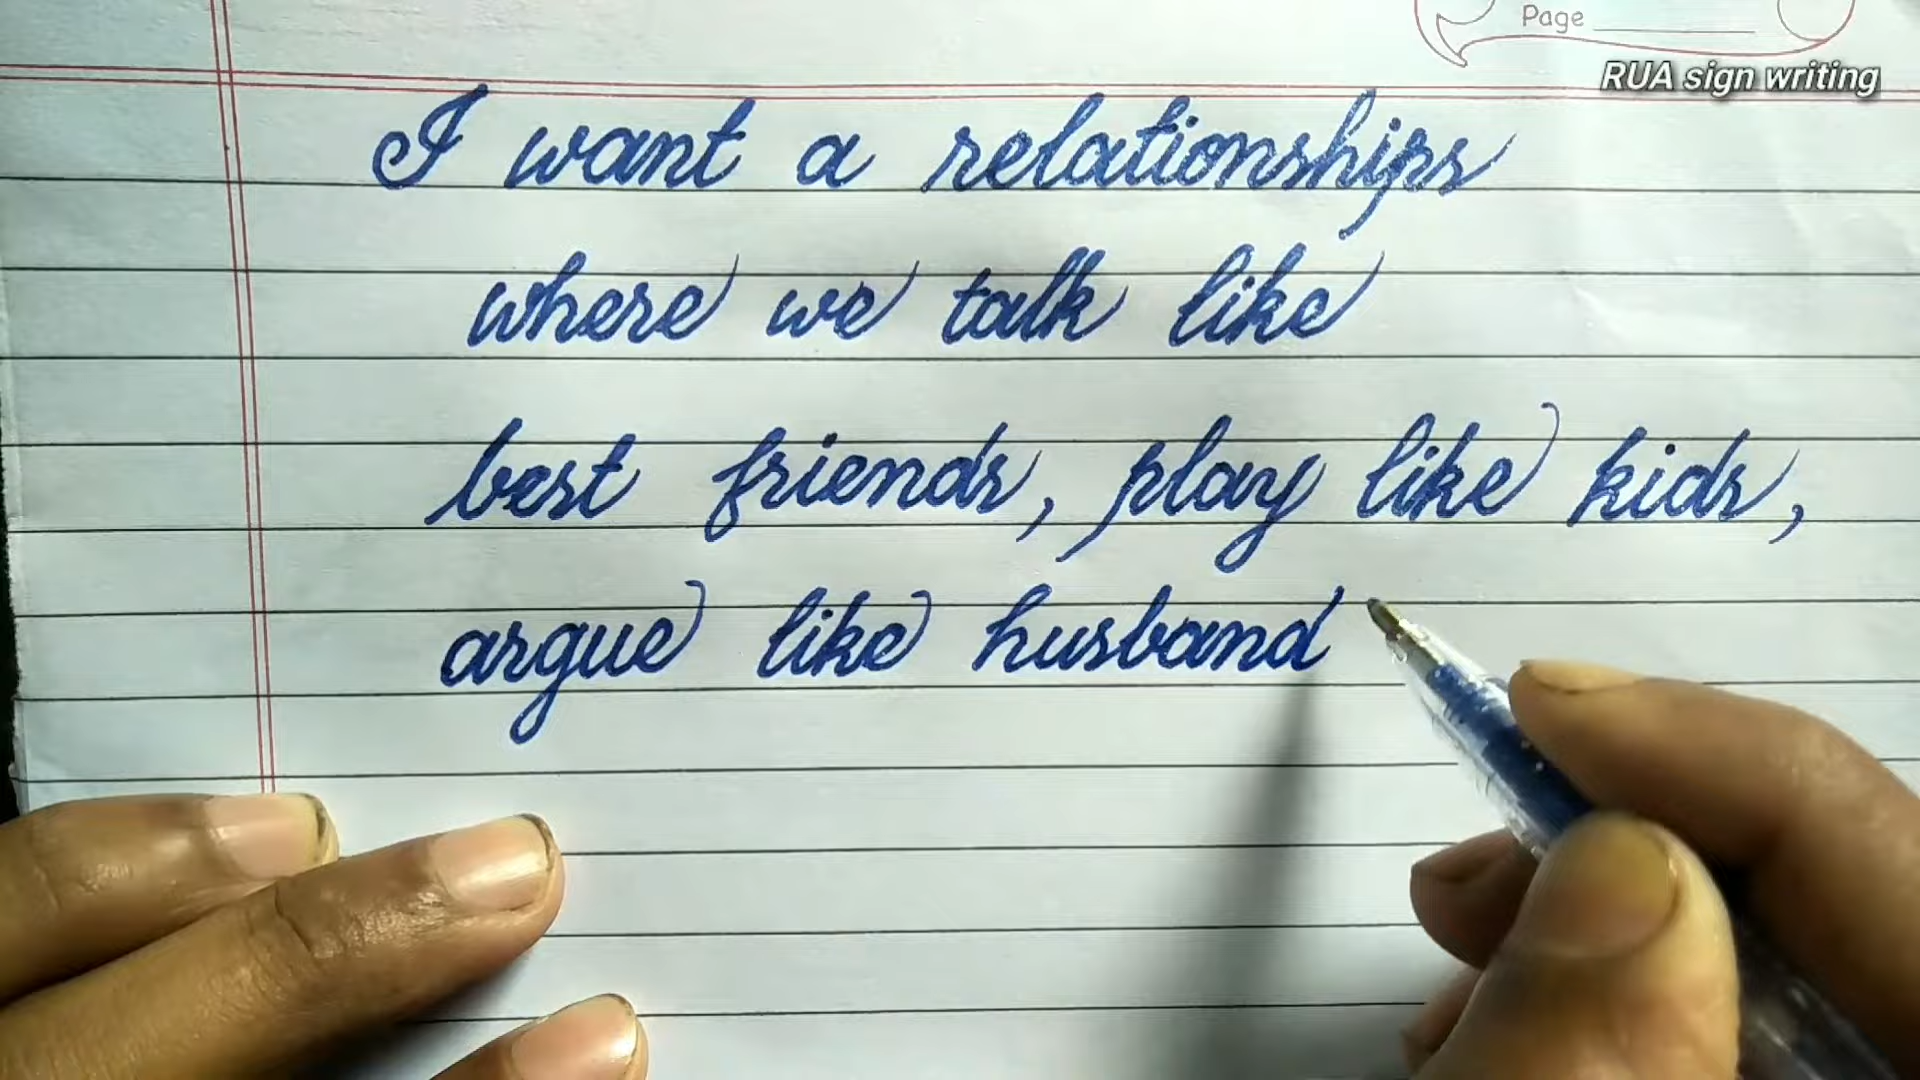 Page
RUA sign writing
I want a relationships
where we talk like
best friends, play like kids,
argue like husband